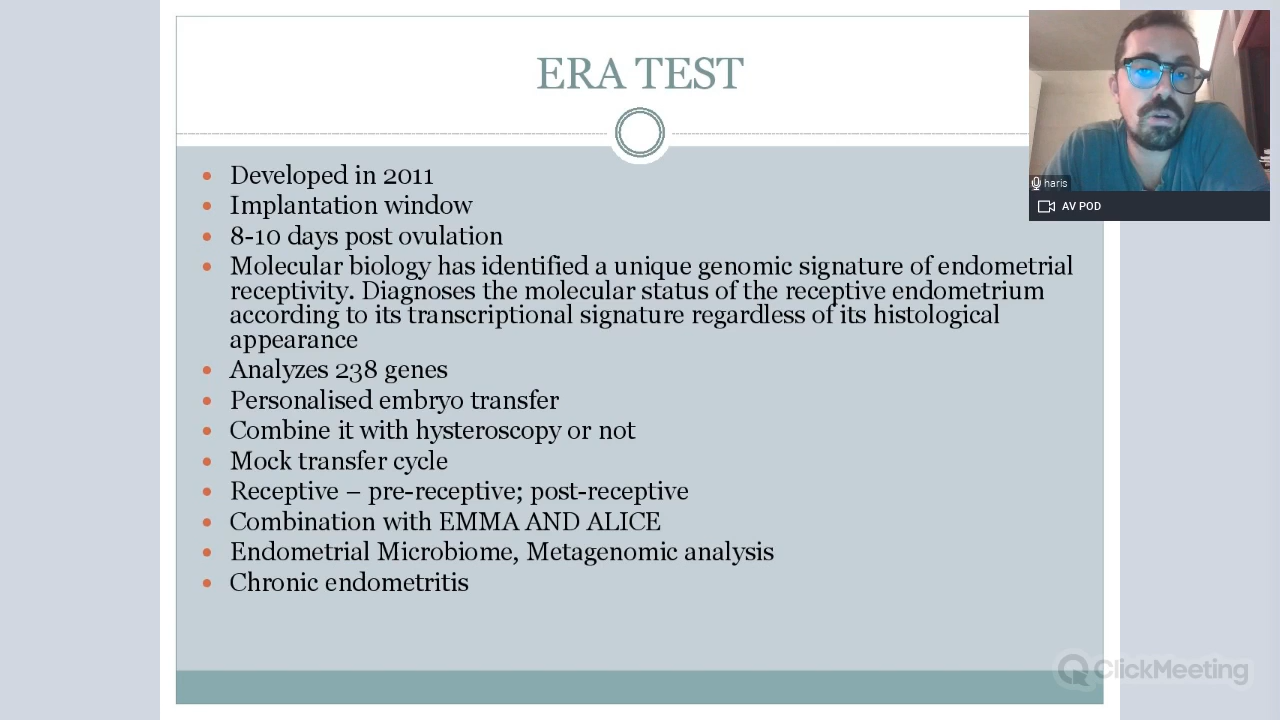 ERA TEST
haris
AV POD
Developed in 2011
Implantation window
8-10 days post ovulation
Molecular biology has identified a unique genomic signature of endometrial
receptivity. Diagnoses the molecular status of the receptive endometrium
according to its transcriptional signature regardless of its histological
appearance
Analyzes 238 genes
Personalised embryo transfer
Combine it with hysteroscopy or not
Mock transfer cycle
Receptive – pre-receptive; post-receptive
Combination with EMMA AND ALICE
Endometrial Microbiome, Metagenomic analysis
Chronic endometritis
ClickMeeting